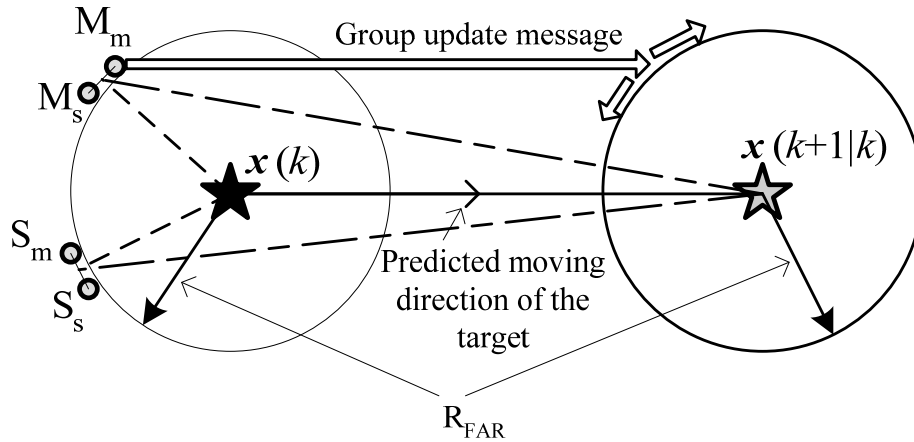 M_m
Group update message
M_s
x (k)
x (k+1|k)
S_m
S_s
Predicted moving
direction of the
target
R_FAR